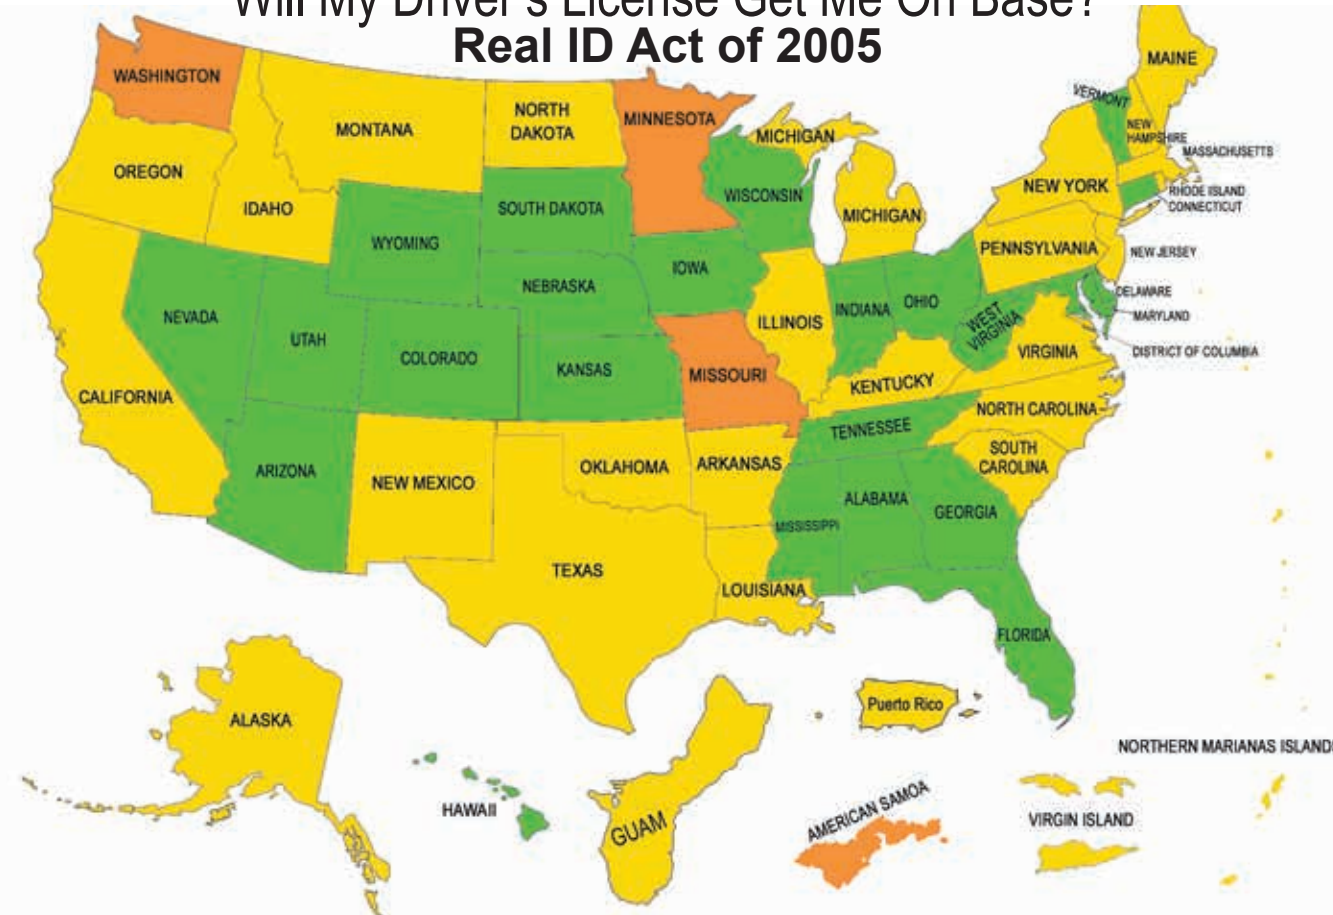 Will My Driver's License Get Me On Base?
Real ID Act of 2005
WASHINGTON
MONTANA
NORTH
DAKOTA
MINNESOTA
MICHIGAN
MAINE
VERMONT
NEW
HAMPSHIRE
MASSACHUSETTS
OREGON
IDAHO
WYOMING
SOUTH DAKOTA
WISCONSIN
MICHIGAN
NEW YORK
RHODE ISLAND
CONNECTICUT
PENNSYLVANIA
NEW JERSEY
NEVADA
UTAH
COLORADO
NEBRASKA
IOWA
ILLINOIS
INDIANA
OHIO
WEST
VIRGINIA
VIRGINIA
DELAWARE
MARYLAND
DISTRICT OF COLUMBIA
CALIFORNIA
KANSAS
MISSOURI
KENTUCKY
NORTH CAROLINA
TENNESSEE
SOUTH
CAROLINA
ARIZONA
NEW MEXICO
OKLAHOMA
ARKANSAS
MISSISSIPPI
ALABAMA
GEORGIA
TEXAS
LOUISIANA
FLORIDA
ALASKA
HAWAII
GUAM
Puerto Rico
AMERICAN SAMOA
NORTHERN MARIANAS ISLAND
VIRGIN ISLAND